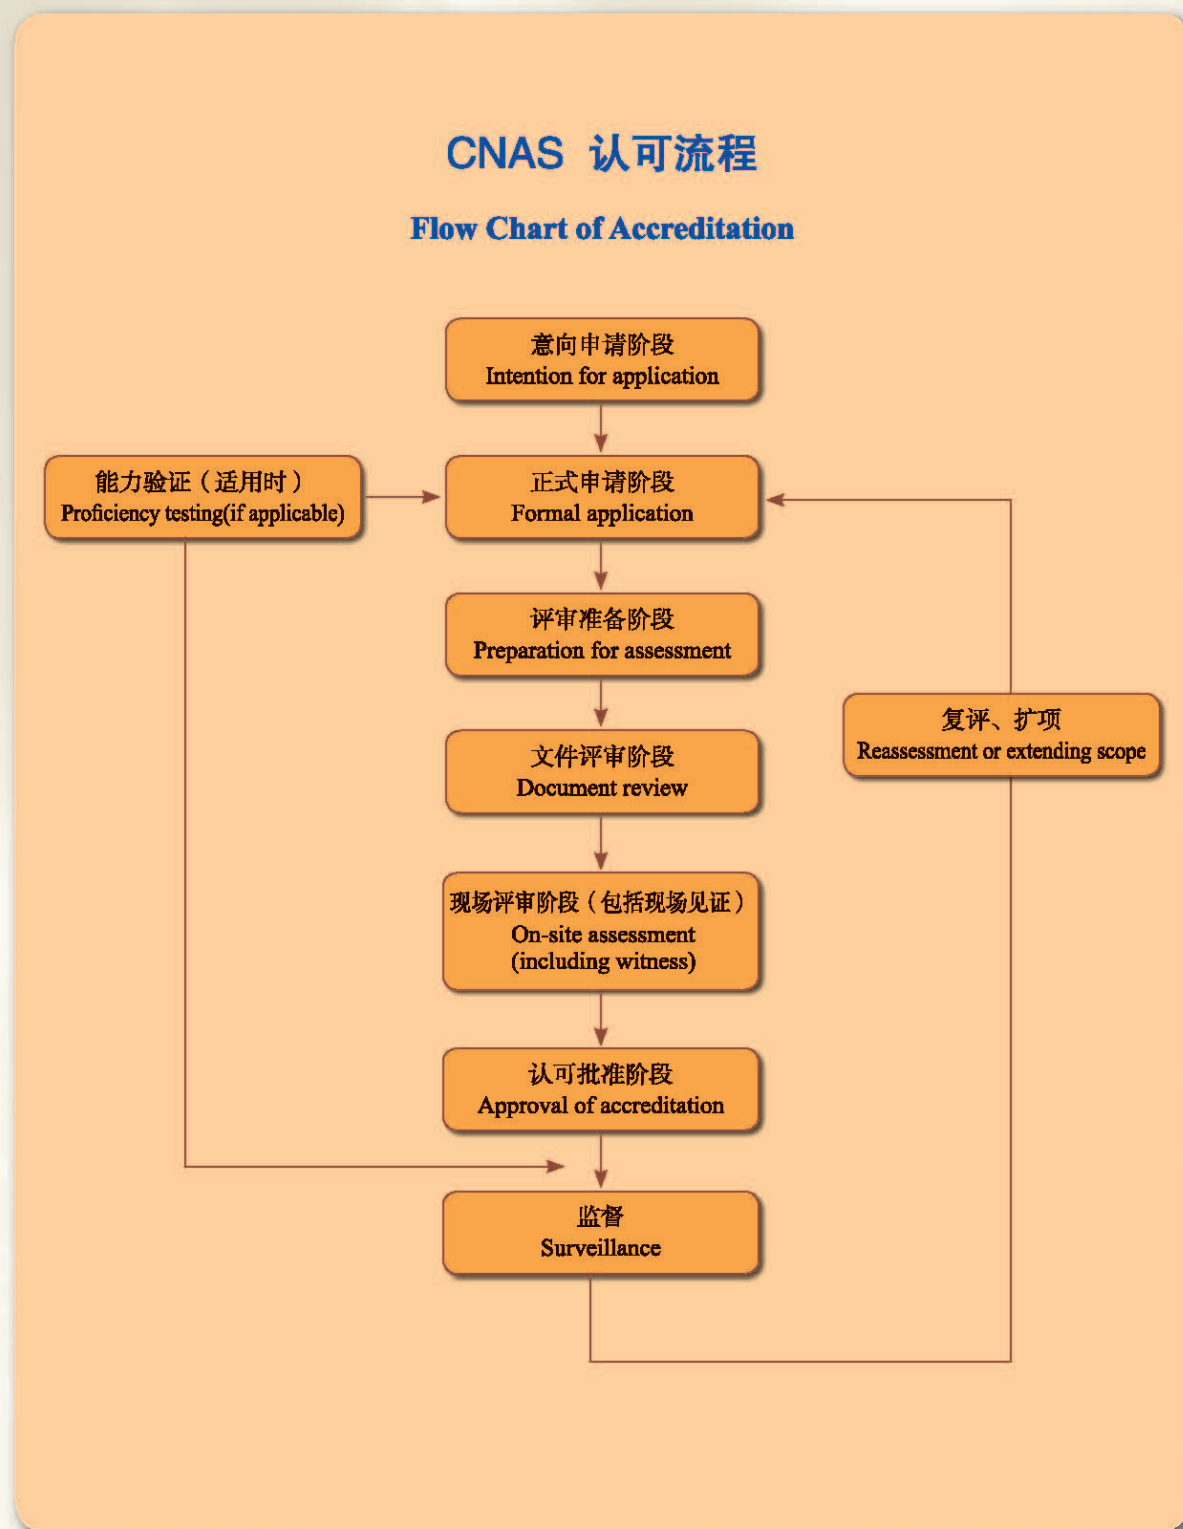 CNAS 认可流程
Flow Chart of Accreditation
意向申请阶段
Intention for application
能力验证（适用时）
Proficiency testing(if applicable)
正式申请阶段
Formal application
评审准备阶段
Preparation for assessment
复评、扩项
Reassessment or extending scope
文件评审阶段
Document review
现场评审阶段（包括现场见证）
On-site assessment
(including witness)
认可批准阶段
Approval of accreditation
监督
Surveillance